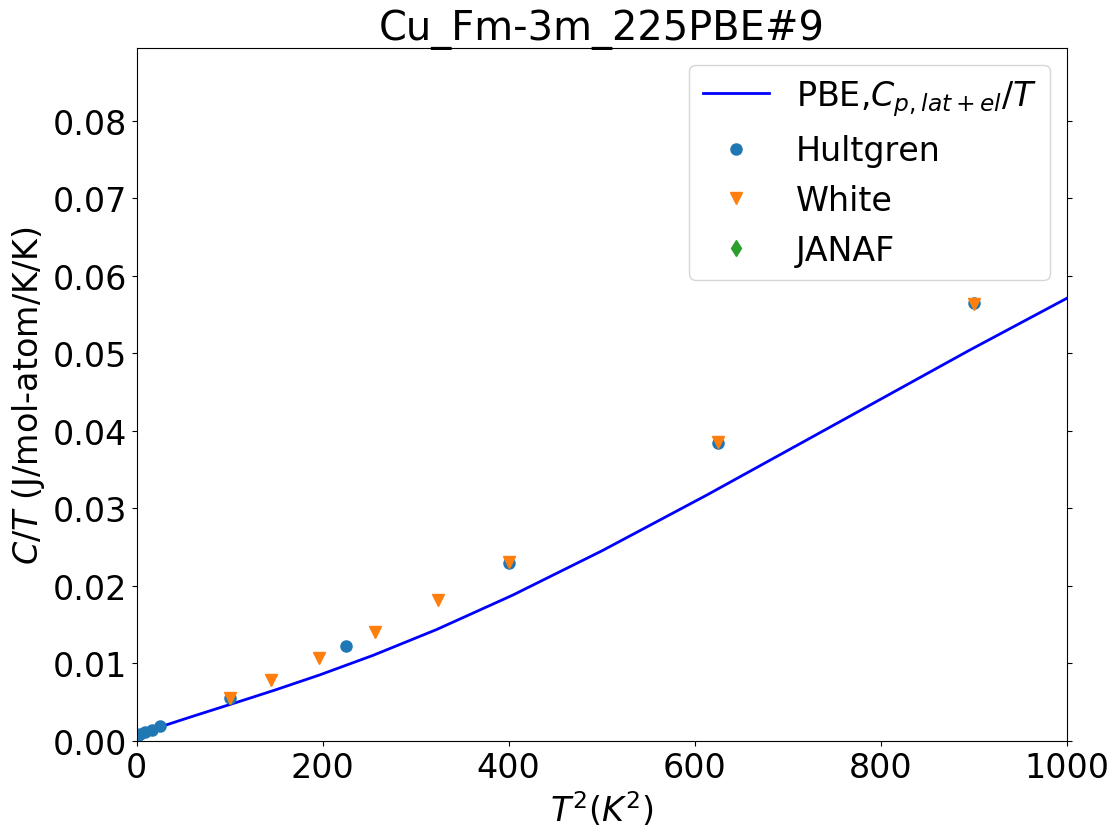 Cu_Fm-3m_225PBE#9
PBE,$C_{p,lat+el}/T$
Hultgren
White
JANAF
C/T (J/mol-atom/K/K)
0.08
0.07
0.06
0.05
0.04
0.03
0.02
0.01
0.00
0 200 400 600 800 1000
$T^2(K^2)$